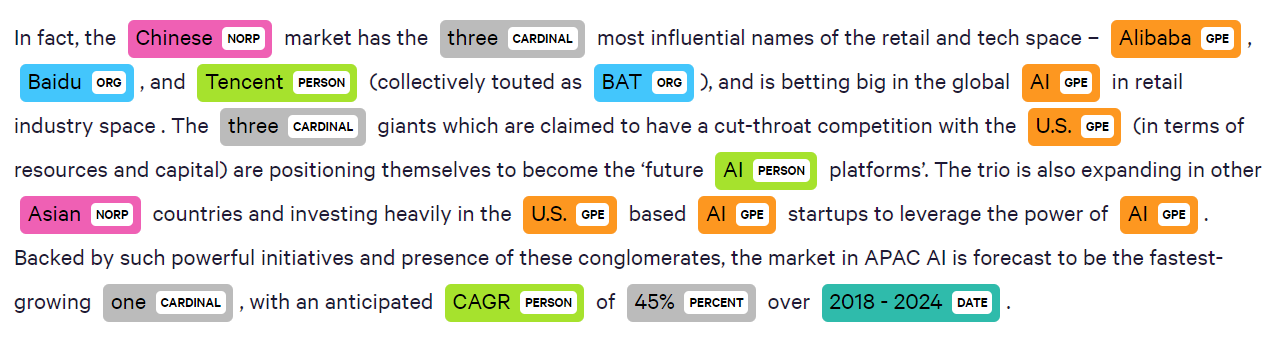 In fact, the Chinese NORP market has the three CARDINAL most influential names of the retail and tech space – Alibaba GPE ,
Baidu ORG , and Tencent PERSON (collectively touted as BAT ORG ), and is betting big in the global AI GPE in retail
industry space . The three CARDINAL giants which are claimed to have a cut-throat competition with the U.S. GPE (in terms of
resources and capital) are positioning themselves to become the ‘future AI PERSON platforms’. The trio is also expanding in other
Asian NORP countries and investing heavily in the U.S. GPE based AI GPE startups to leverage the power of AI GPE .
Backed by such powerful initiatives and presence of these conglomerates, the market in APAC AI is forecast to be the fastest-
growing one CARDINAL , with an anticipated CAGR PERSON of 45% PERCENT over 2018 - 2024 DATE .